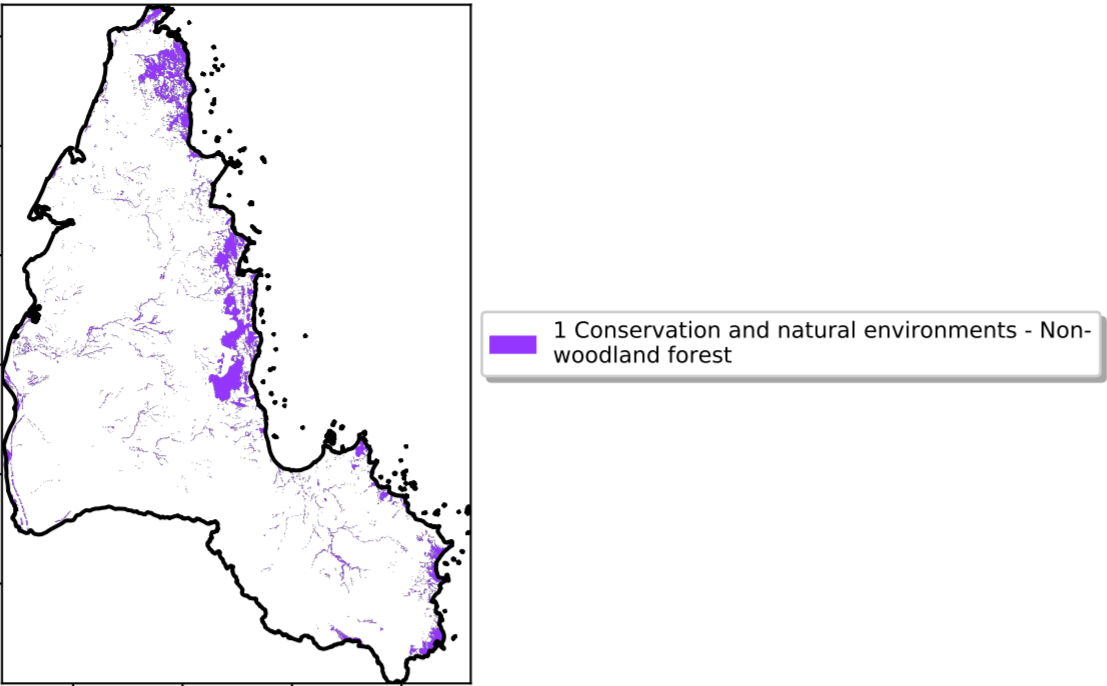 1 Conservation and natural environments - Non-
woodland forest